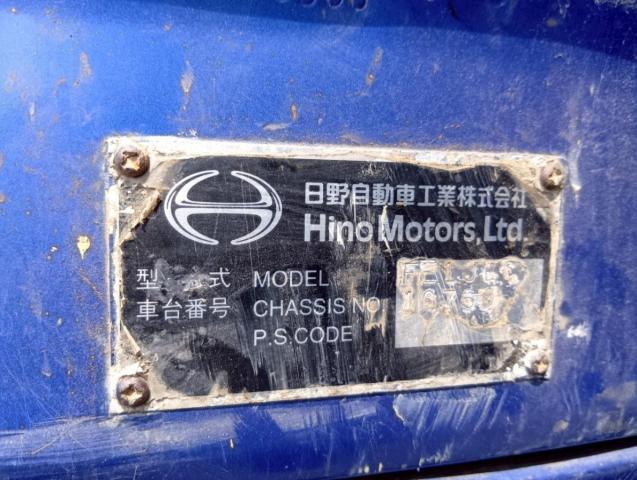 日野自動車工業株式会社
Hino Motors, Ltd.
型 式 MODEL
車台番号 CHASSIS NO
P.S.CODE